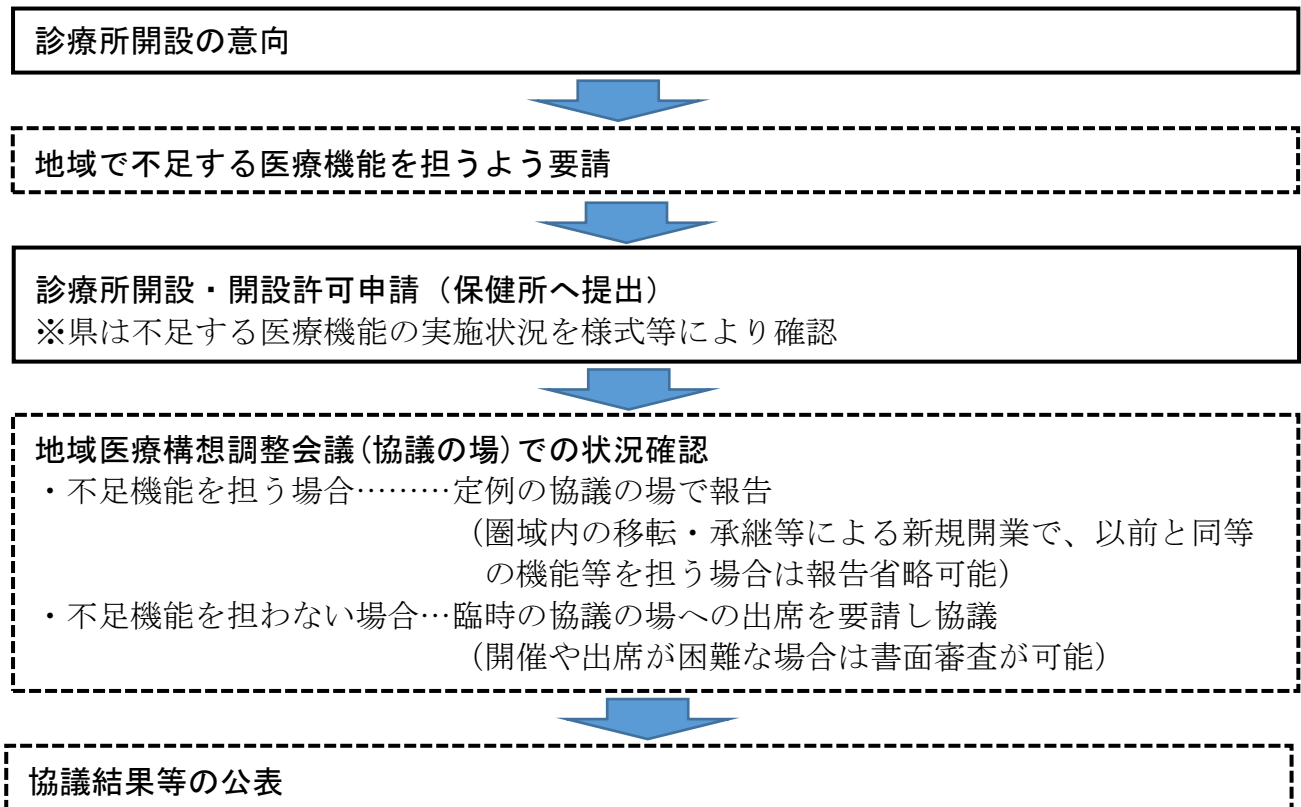 診療所開設の意向
地域で不足する医療機能を担うよう要請
診療所開設・開設許可申請（保健所へ提出）
※県は不足する医療機能の実施状況を様式等により確認
地域医療構想調整会議(協議の場)での状況確認
・不足機能を担う場合………定例の協議の場で報告
（圏域内の移転・承継等による新規開業で、以前と同等
の機能等を担う場合は報告省略可能）
・不足機能を担わない場合…臨時の協議の場への出席を要請し協議
（開催や出席が困難な場合は書面審査が可能）
協議結果等の公表